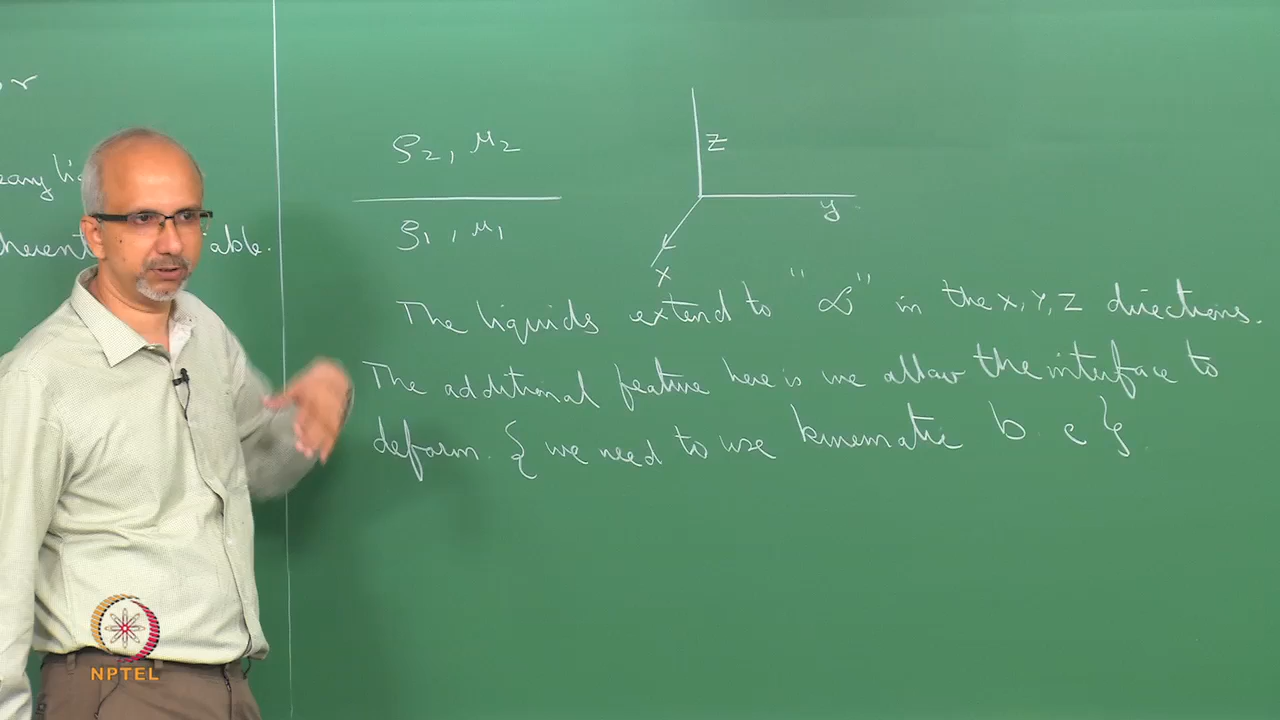 r
ρ2, μ2
ρ1, μ1
Z
y
x
able.
The liquids extend to "∞" in the X, Y, Z directions.
The additional feature here is we allow the interface to
deform. { we need to use kinematic b. c }
NPTEL